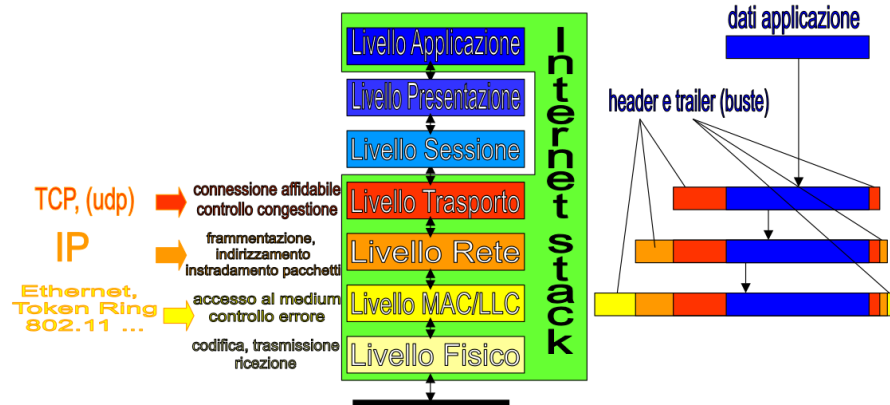 Livello Applicazione
Livello Presentazione
Livello Sessione
Livello Trasporto
Livello Rete
Livello MAC/LLC
Livello Fisico
Internet stack
TCP, (udp)
connessione affidabile
controllo congestione
IP
frammentazione,
indirizzamento
instradamento pacchetti
Ethernet,
Token Ring
802.11 ...
accesso al medium
controllo errore
codifica, trasmissione
ricezione
dati applicazione
header e trailer (buste)